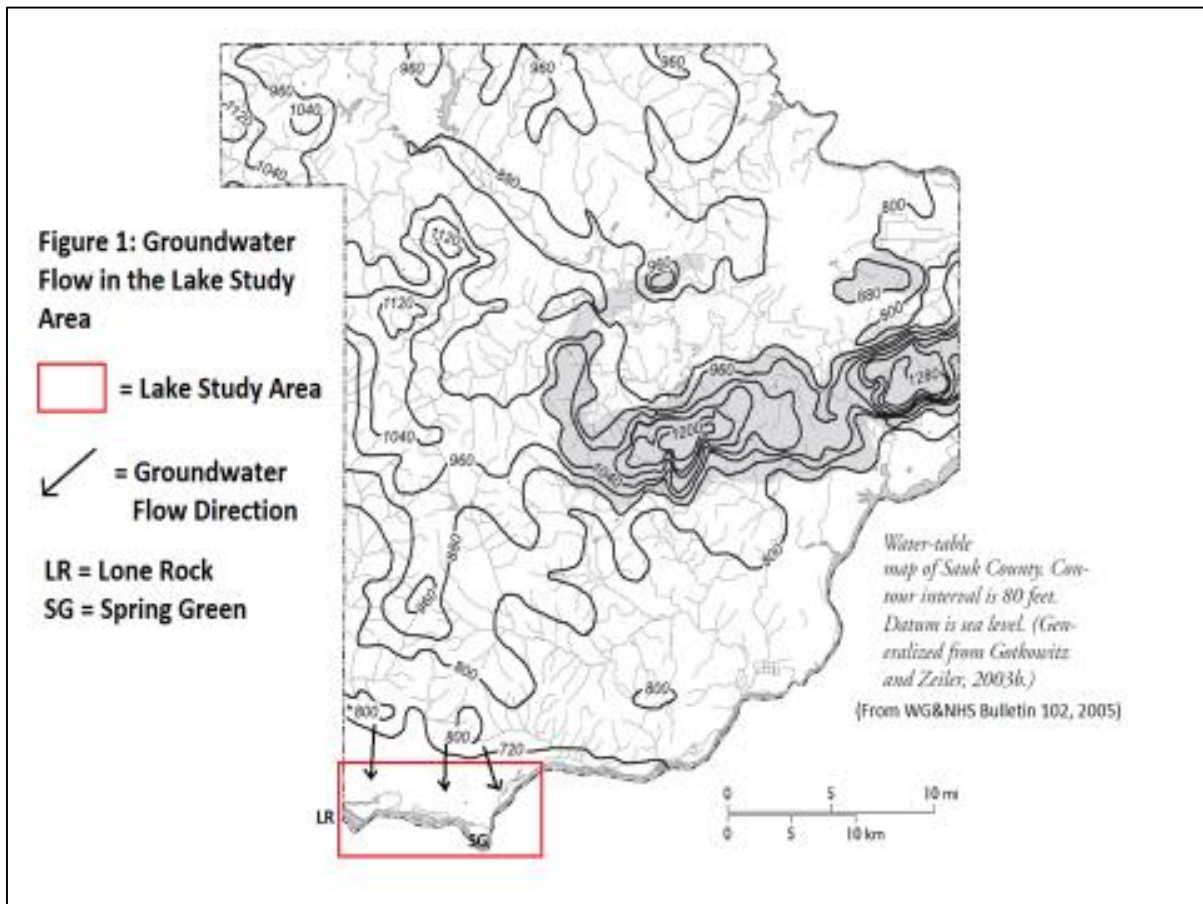 960
960
960
960
1040
1120
1040
880
800
Figure 1: Groundwater
Flow in the Lake Study
Area
1120
960
1120
880
800
= Lake Study Area
960
1280
1200
1040
960
1040
= Groundwater
Flow Direction
880
800
LR = Lone Rock
SG = Spring Green
960
Water-table
map of Sauk County. Con-
tour interval is 80 feet.
Datum is sea level. (Gen-
eralized from Gotkowitz
and Zeiler, 2003b.)
(From WG&NHS Bulletin 102, 2005)
800
800
800
800
720
LR
SG
0 5 10 mi
0 5 10 km